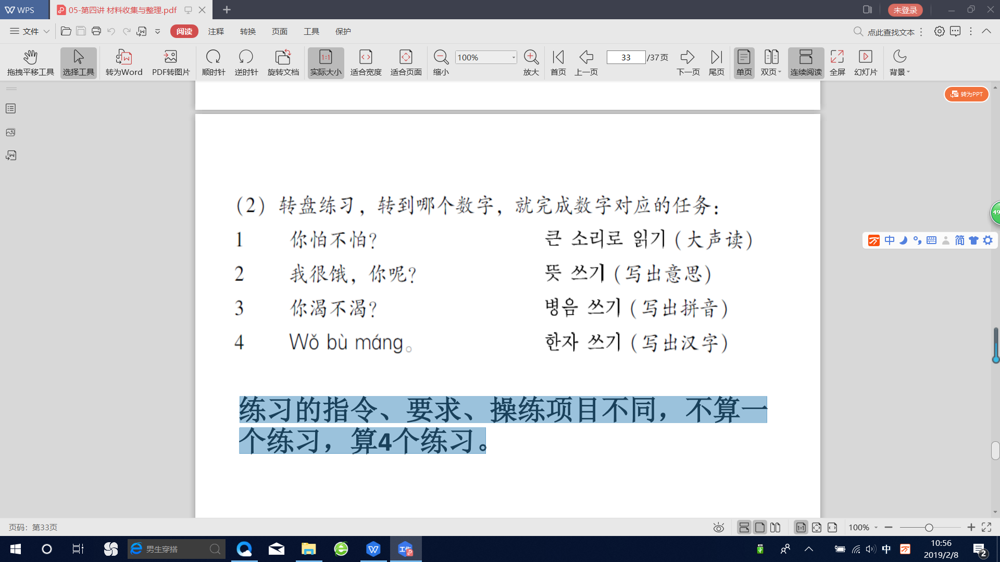 WPS 05-第四讲 材料收集与整理.pdf 未登录
文件 阅读 注释 转换 页面 工具 保护 点此查找文本
1:1 100% 33 /37页
拖拽平移工具 选择工具 转为Word PDF转图片 顺时针 逆时针 旋转文档 实际大小 适合宽度 适合页面 缩小 放大 首页 上一页 下一页 尾页 单页 双页 连续阅读 全屏 幻灯片 背景
转为PPT
（2）转盘练习，转到哪个数字，就完成数字对应的任务：
1 你怕不怕？ 큰 소리로 읽기（大声读）
2 我很饿，你呢？ 뜻 쓰기（写出意思）
3 你渴不渴？ 병음 쓰기（写出拼音）
4 Wǒ bù máng。 한자 쓰기（写出汉字）
49
中 简
练习的指令、要求、操练项目不同，不算一
个练习，算4个练习。
页码：第33页 1:1 100%
男生穿搭 中 10:56
2019/2/8 2